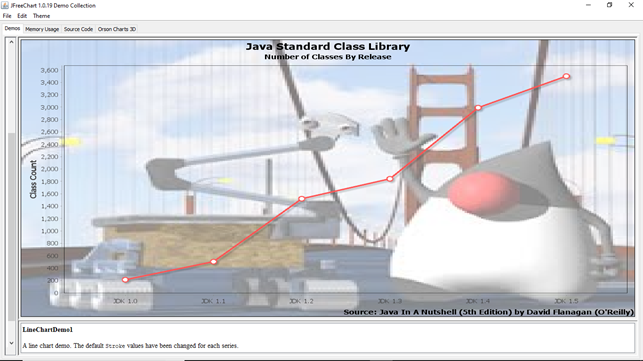 JFreeChart 1.0.19 Demo Collection
File Edit Theme
Demos Memory Usage Source Code Orson Charts 3D
Java Standard Class Library
Number of Classes By Release
3,600
3,400
3,200
3,000
2,800
2,600
2,400
2,200
2,000
1,800
1,600
1,400
1,200
1,000
800
600
400
200
0
Class Count
JDK 1.0 JDK 1.1 JDK 1.2 JDK 1.3 JDK 1.4 JDK 1.5
Source: Java In A Nutshell (5th Edition) by David Flanagan (O'Reilly)
LineChartDemo1
A line chart demo. The default Stroke values have been changed for each series.